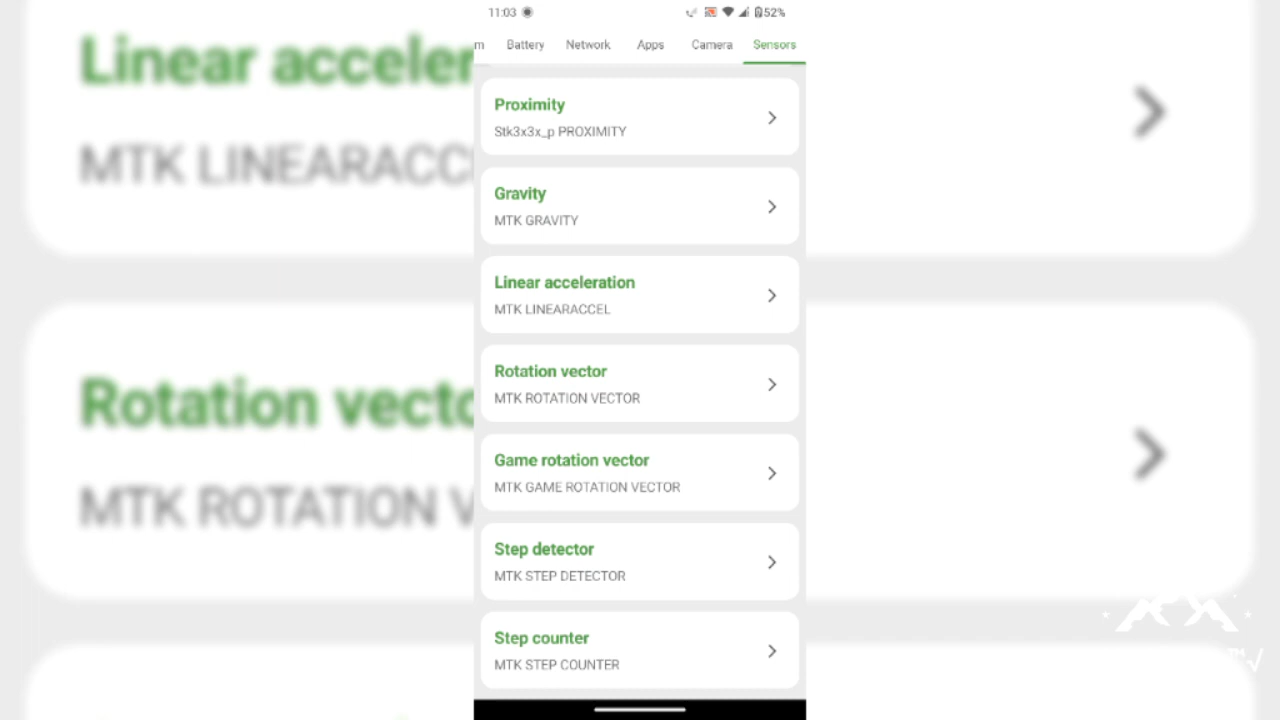 11:03
52%
m Battery Network Apps Camera Sensors
Proximity
Stk3x3x_p PROXIMITY
Gravity
MTK GRAVITY
Linear acceleration
MTK LINEARACCEL
Rotation vector
MTK ROTATION VECTOR
Game rotation vector
MTK GAME ROTATION VECTOR
Step detector
MTK STEP DETECTOR
Step counter
MTK STEP COUNTER
Linear acceler
MTK LINEARACC
Rotation vecto
MTK ROTATION V